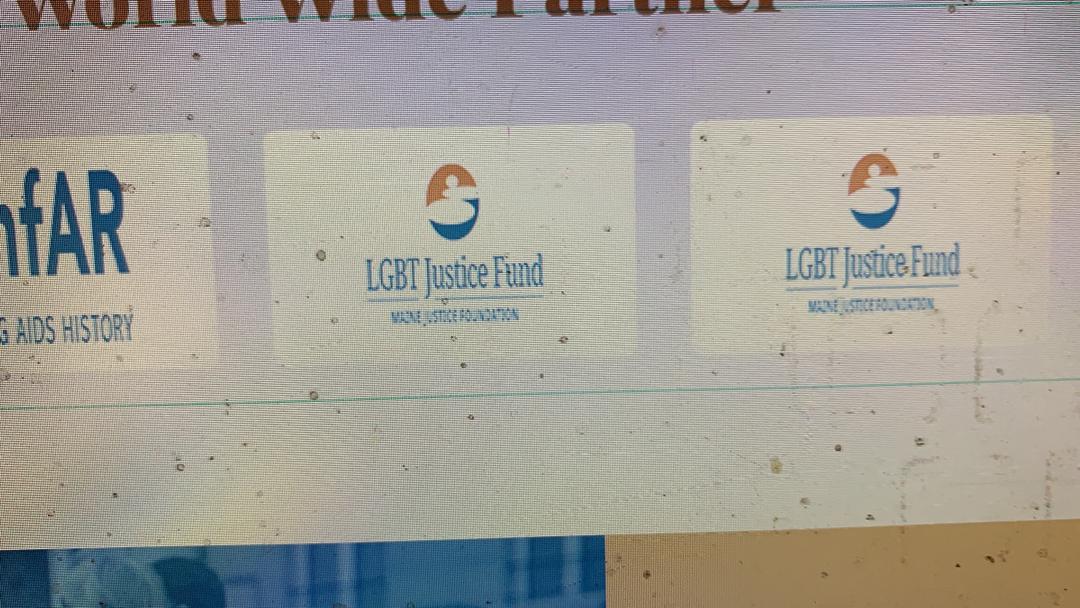 World Wide Partner
nfAR
G AIDS HISTORY
LGBT Justice Fund
MAINE JUSTICE FOUNDATION
LGBT Justice Fund
MAINE JUSTICE FOUNDATION